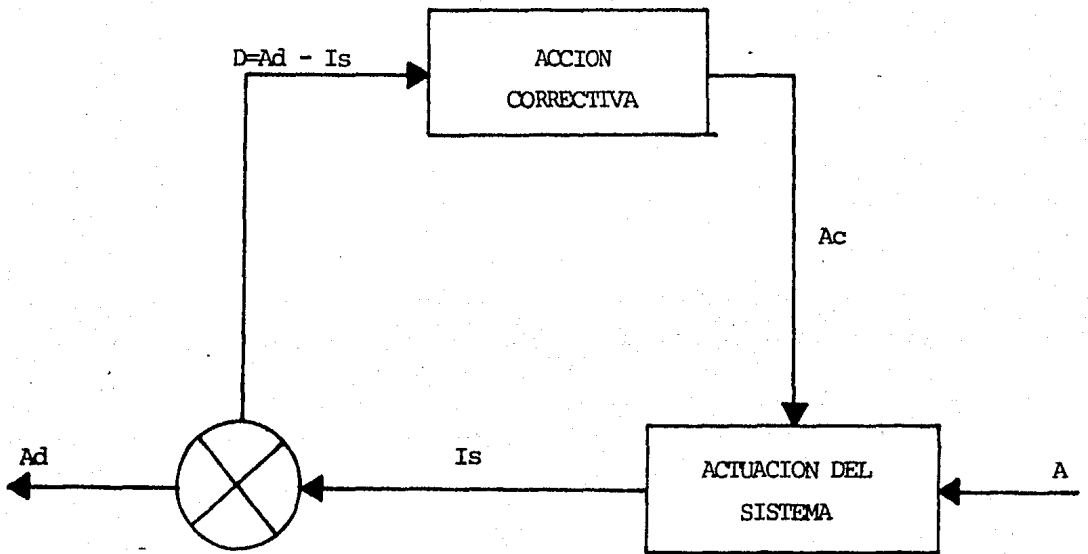 D=Ad - Is
ACCION
CORRECTIVA
Ac
Ad
Is
ACTUACION DEL
SISTEMA
A